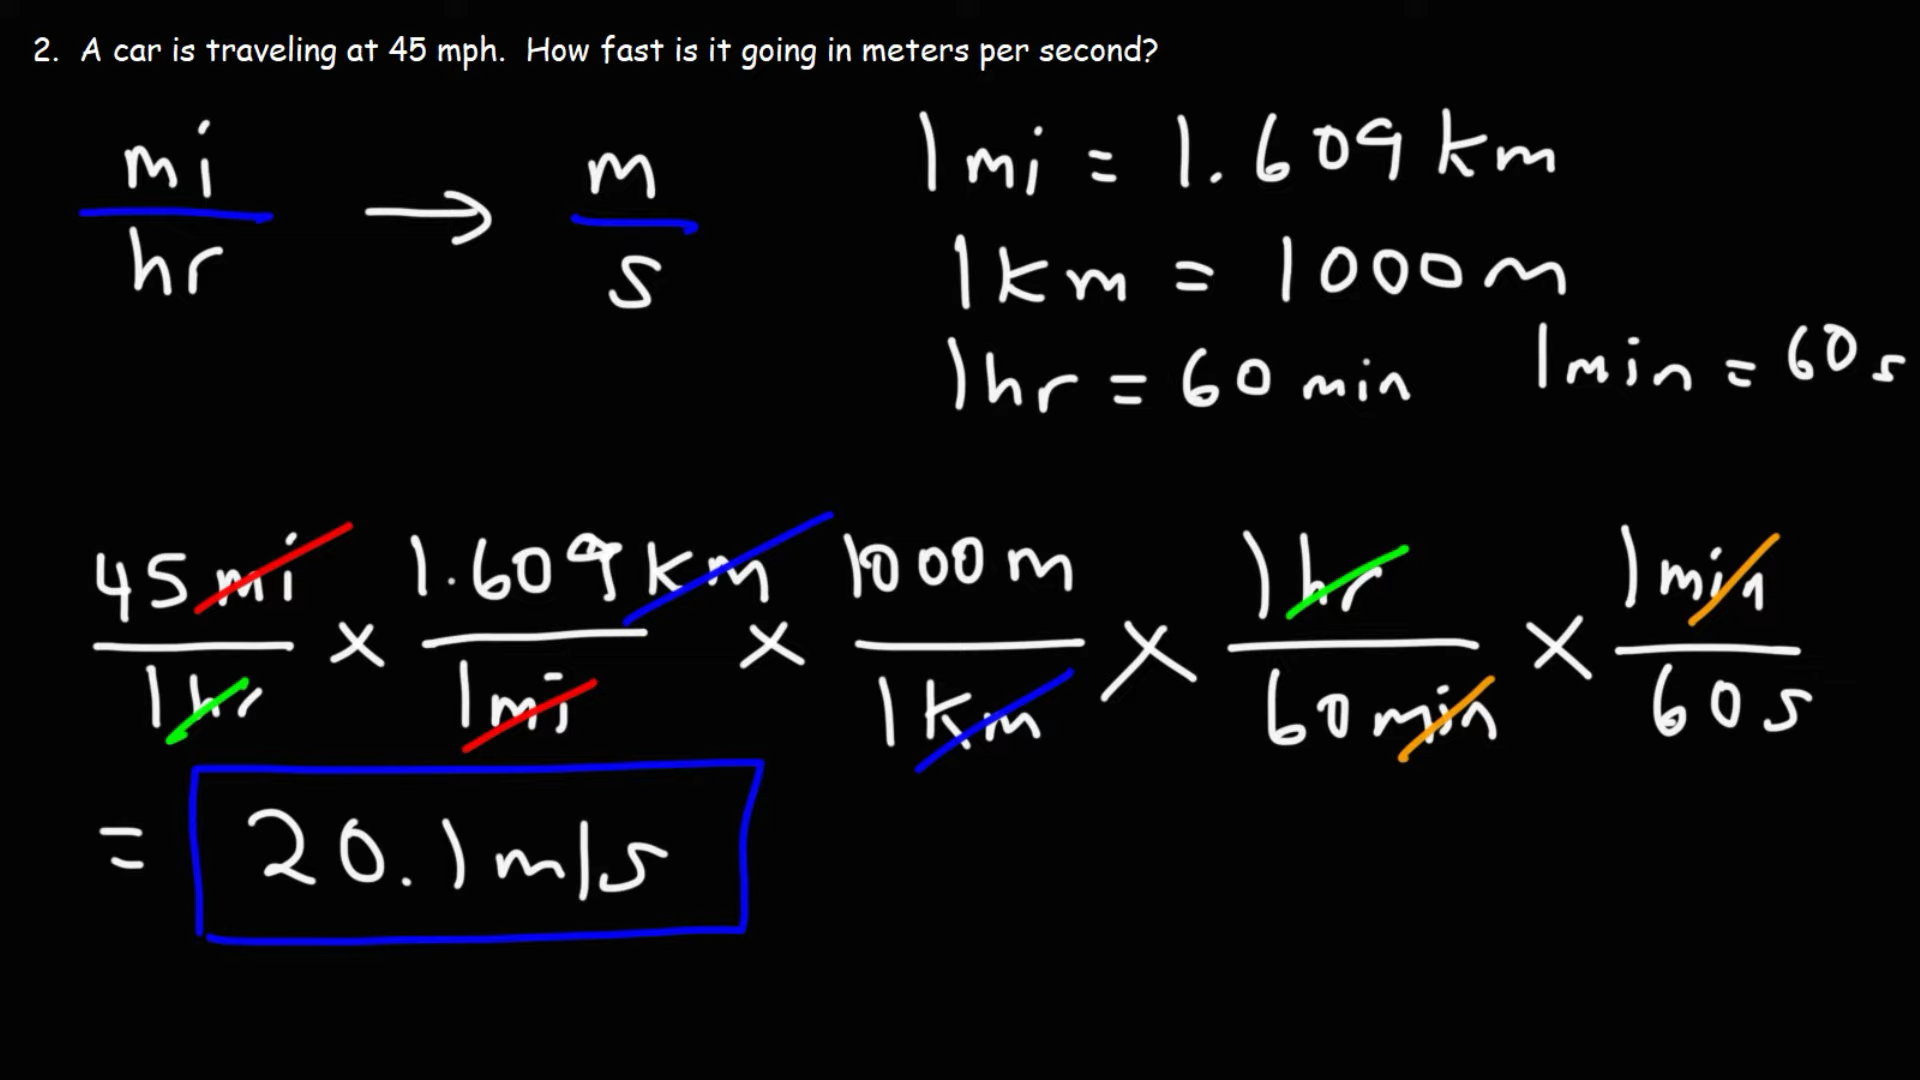 2. A car is traveling at 45 mph. How fast is it going in meters per second?
mi/hr → m/s
1 mi = 1.609 km
1 km = 1000 m
1 hr = 60 min 1 min = 60 s
45 mi/1 hr × 1.609 km/1 mi × 1000 m/1 km × 1 hr/60 min × 1 min/60 s
= 20.1 m/s